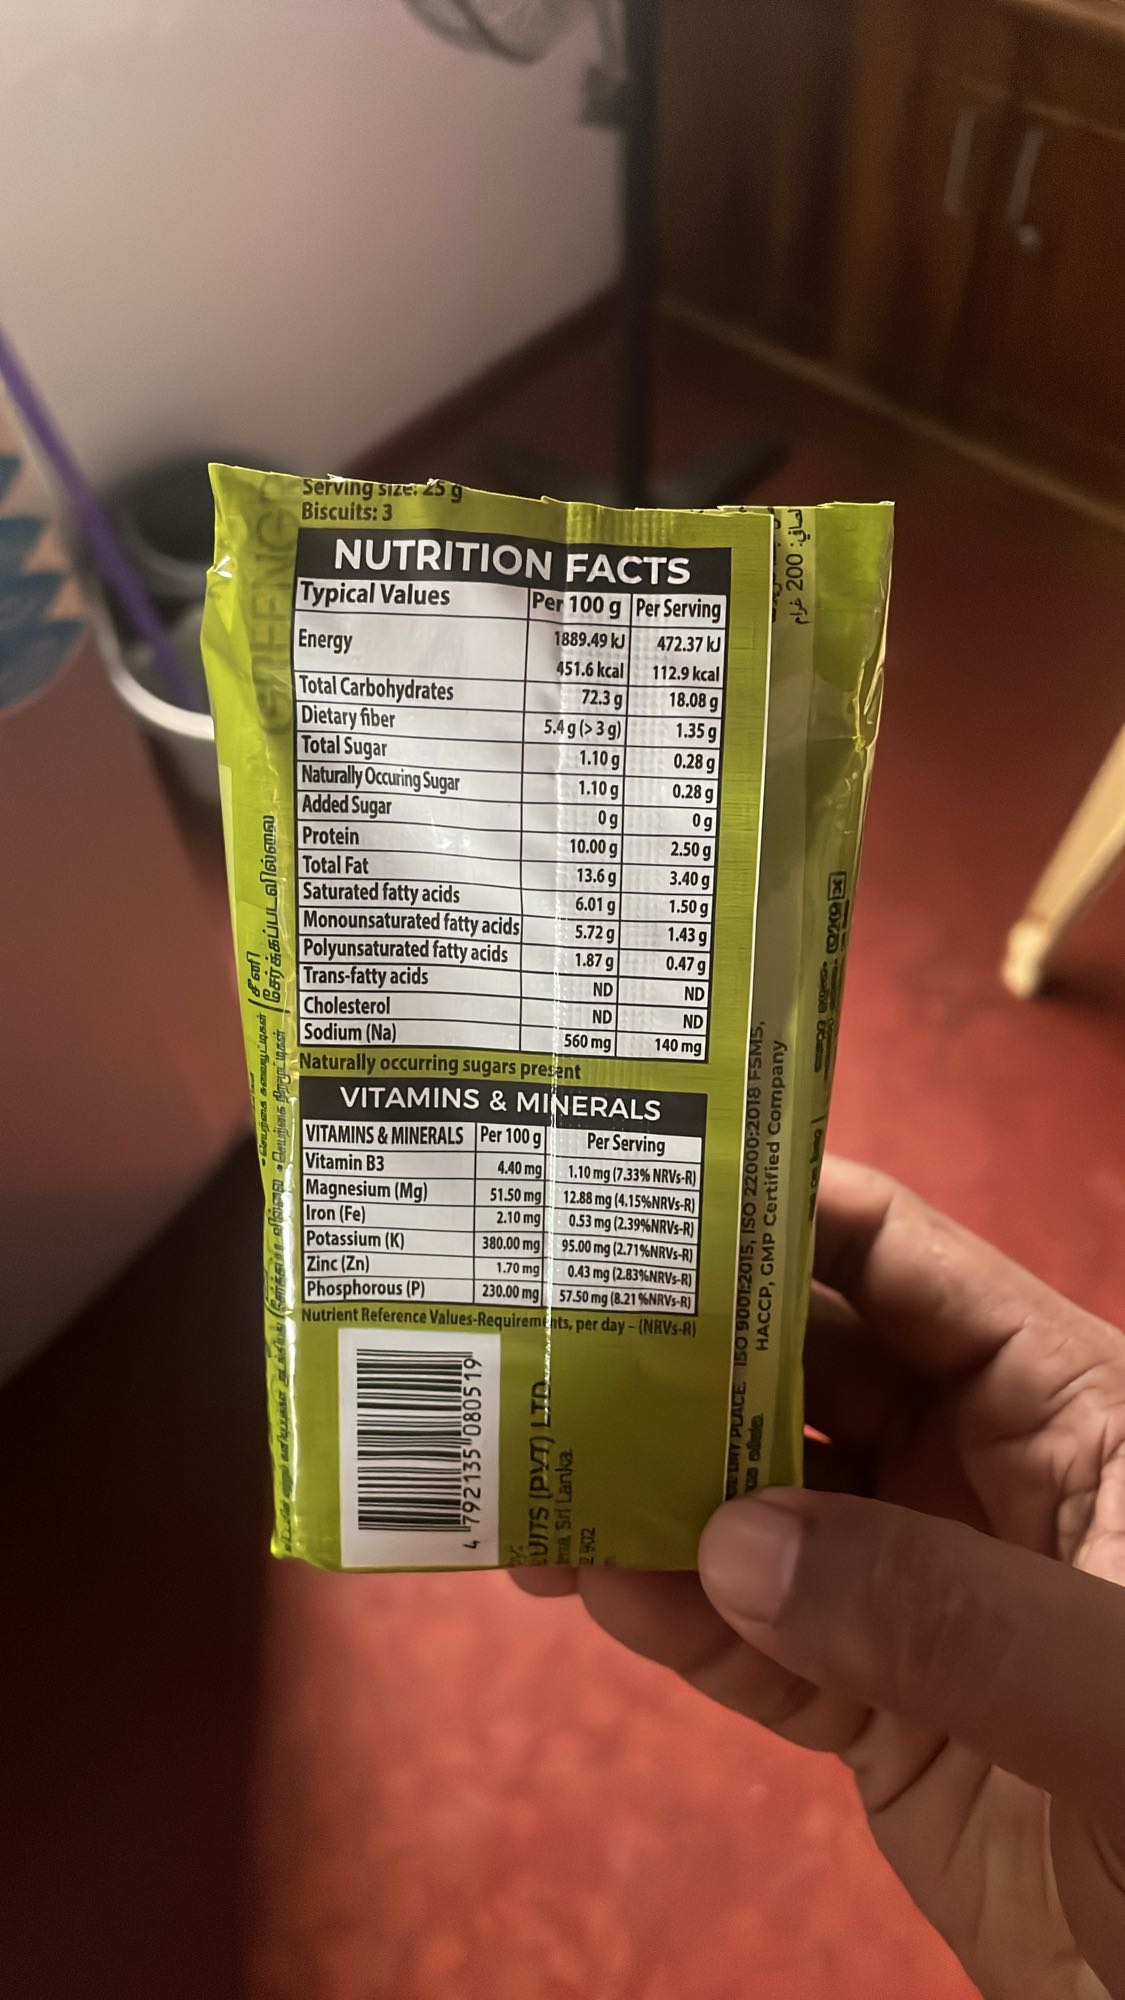 Serving size: 25 g
Biscuits: 3
NUTRITION FACTS
Typical Values Per 100 g Per Serving
Energy 1889.49 kJ 472.37 kJ
451.6 kcal 112.9 kcal
Total Carbohydrates 72.3 g 18.08 g
Dietary fiber 5.4 g (> 3 g) 1.35 g
Total Sugar 1.10 g 0.28 g
Naturally Occuring Sugar 1.10 g 0.28 g
Added Sugar 0 g 0 g
Protein 10.00 g 2.50 g
Total Fat 13.6 g 3.40 g
Saturated fatty acids 6.01 g 1.50 g
Monounsaturated fatty acids 5.72 g 1.43 g
Polyunsaturated fatty acids 1.87 g 0.47 g
Trans-fatty acids ND ND
Cholesterol ND ND
Sodium (Na) 560 mg 140 mg
Naturally occurring sugars present
VITAMINS & MINERALS
VITAMINS & MINERALS Per 100 g Per Serving
Vitamin B3 4.40 mg 1.10 mg (7.33% NRVs-R)
Magnesium (Mg) 51.50 mg 12.88 mg (4.15%NRVs-R)
Iron (Fe) 2.10 mg 0.53 mg (2.39%NRVs-R)
Potassium (K) 380.00 mg 95.00 mg (2.71%NRVs-R)
Zinc (Zn) 1.70 mg 0.43 mg (2.83%NRVs-R)
Phosphorous (P) 230.00 mg 57.50 mg (8.21%NRVs-R)
Nutrient Reference Values-Requirements, per day – (NRVs-R)
4 792135 080519
(PVT) LTD
Sri Lanka
PLACE. ISO 9001:2015, ISO 22000:2018 FSMS,
HACCP, GMP Certified Company
200 غرام
சீனி
சேர்க்கப்படவில்லை